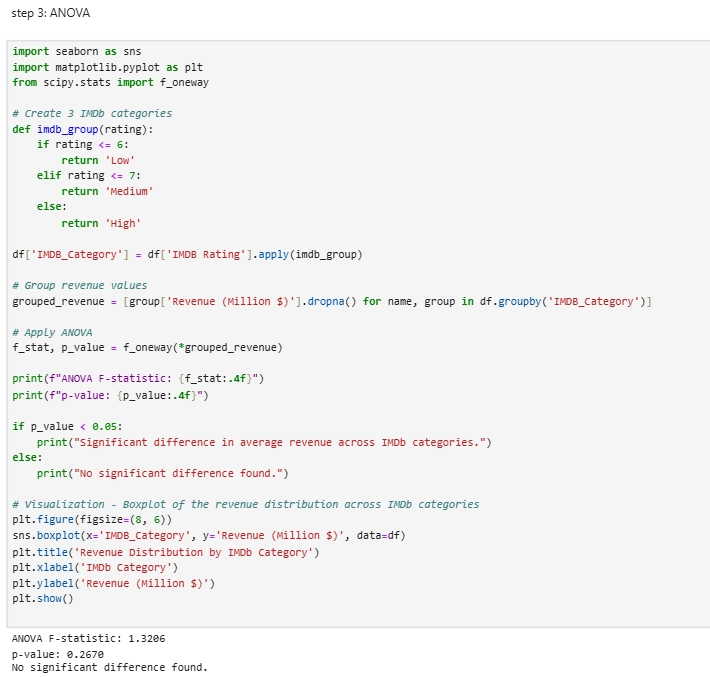 step 3: ANOVA
import seaborn as sns
import matplotlib.pyplot as plt
from scipy.stats import f_oneway
# Create 3 IMDb categories
def imdb_group(rating):
    if rating <= 6:
        return 'Low'
    elif rating <= 7:
        return 'Medium'
    else:
        return 'High'
df['IMDB_Category'] = df['IMDB Rating'].apply(imdb_group)
# Group revenue values
grouped_revenue = [group['Revenue (Million $)'].dropna() for name, group in df.groupby('IMDB_Category')]
# Apply ANOVA
f_stat, p_value = f_oneway(*grouped_revenue)
print(f"ANOVA F-statistic: {f_stat:.4f}")
print(f"p-value: {p_value:.4f}")
if p_value < 0.05:
    print("Significant difference in average revenue across IMDb categories.")
else:
    print("No significant difference found.")
# Visualization - Boxplot of the revenue distribution across IMDb categories
plt.figure(figsize=(8, 6))
sns.boxplot(x='IMDB_Category', y='Revenue (Million $)', data=df)
plt.title('Revenue Distribution by IMDb Category')
plt.xlabel('IMDb Category')
plt.ylabel('Revenue (Million $)')
plt.show()
ANOVA F-statistic: 1.3206
p-value: 0.2670
No significant difference found.